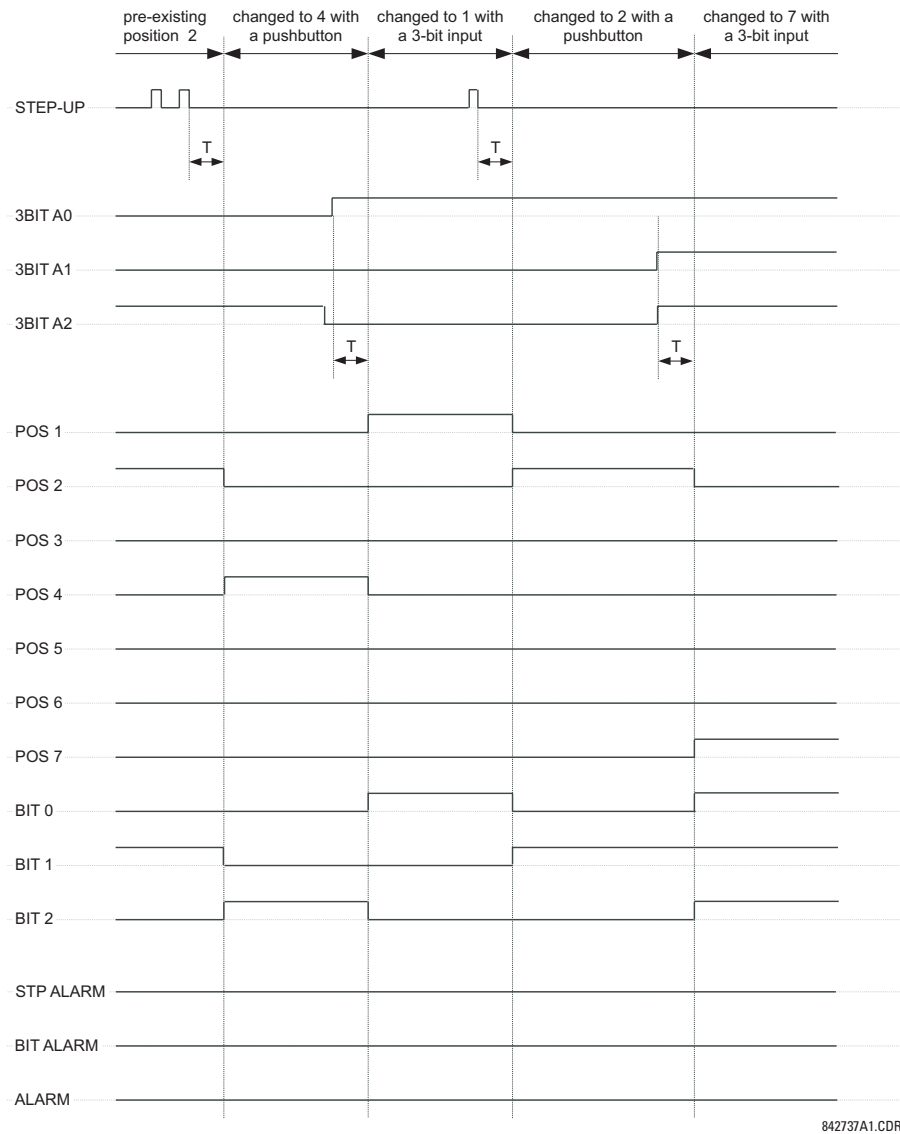 pre-existing
position 2
changed to 4 with
a pushbutton
changed to 1 with
a 3-bit input
changed to 2 with a
pushbutton
changed to 7 with
a 3-bit input
STEP-UP
T
T
3BIT A0
3BIT A1
3BIT A2
T
T
POS 1
POS 2
POS 3
POS 4
POS 5
POS 6
POS 7
BIT 0
BIT 1
BIT 2
STP ALARM
BIT ALARM
ALARM
842737A1.CDR